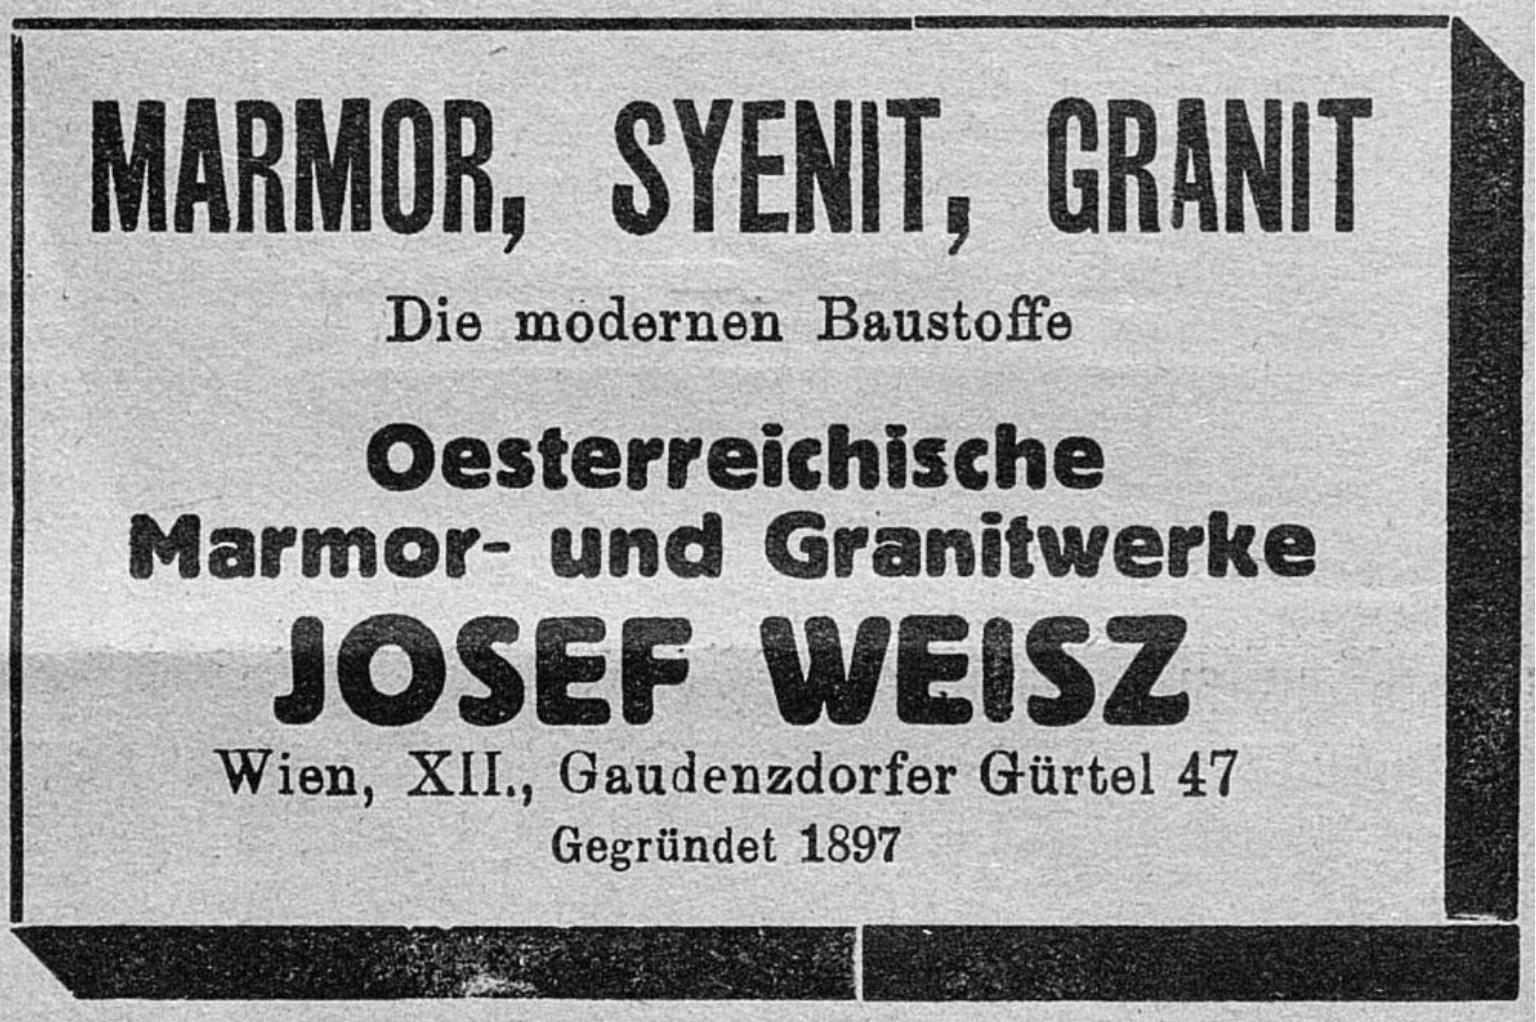 MARMOR, SYENIT, GRANIT
Die modernen Baustoffe
Oesterreichische
Marmor- und Granitwerke
JOSEF WEISZ
Wien, XII., Gaudenzdorfer Gürtel 47
Gegründet 1897